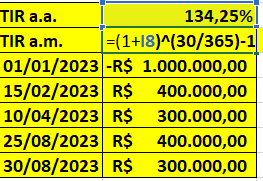 TIR a.a. 134,25%
TIR a.m. =(1+I8)^(30/365)-1
01/01/2023 -R$ 1.000.000,00
15/02/2023 R$ 400.000,00
10/04/2023 R$ 300.000,00
25/08/2023 R$ 400.000,00
30/08/2023 R$ 300.000,00